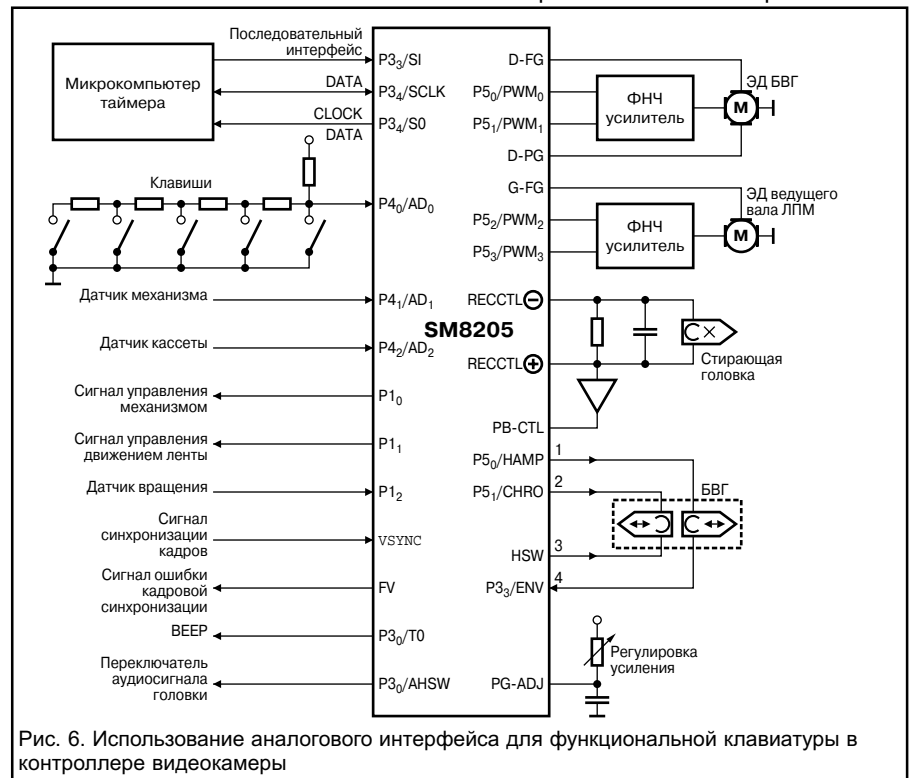 Последовательный
интерфейс
Микрокомпьютер
таймера
DATA
CLOCK
DATA
Клавиши
Датчик механизма
Датчик кассеты
Сигнал управления
механизмом
Сигнал управления
движением ленты
Датчик вращения
Сигнал
синхронизации
кадров
Сигнал ошибки
кадровой
синхронизации
BEEP
Переключатель
аудиосигнала
головки
P3₃/SI
P3₄/SCLK
P3₄/S0
P4₀/AD₀
P4₁/AD₁
P4₂/AD₂
P1₀
P1₁
P1₂
VSYNC
FV
P3₀/T0
P3₀/AHSW
SM8205
D-FG
P5₀/PWM₀
P5₁/PWM₁
D-PG
G-FG
P5₂/PWM₂
P5₃/PWM₃
RECCTL⊖
RECCTL⊕
PB-CTL
P5₀/HAMP
P5₁/CHRO
HSW
P3₃/ENV
PG-ADJ
1
2
3
4
ФНЧ
усилитель
ЭД БВГ
М
ФНЧ
усилитель
ЭД ведущего
вала ЛПМ
М
Стирающая
головка
БВГ
Регулировка
усиления
Рис. 6. Использование аналогового интерфейса для функциональной клавиатуры в
контроллере видеокамеры